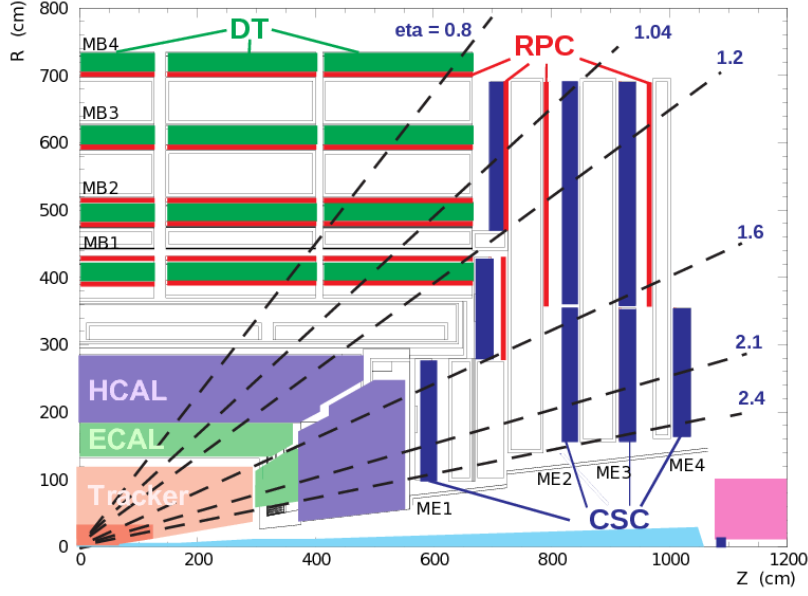 R (cm)
800
700
600
500
400
300
200
100
0
MB4
MB3
MB2
MB1
DT
eta = 0.8
RPC
1.04
1.2
1.6
2.1
2.4
HCAL
ECAL
Tracker
ME1
ME2
ME3
ME4
CSC
0
200
400
600
800
1000
1200
Z (cm)